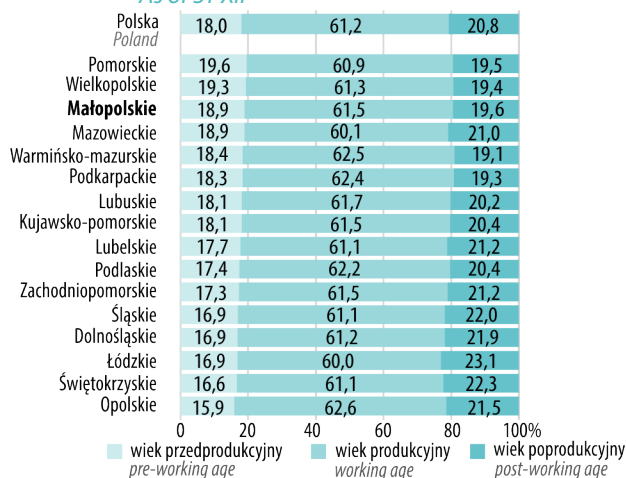 As of 31 XII
Polska 18,0 61,2 20,8
Poland
Pomorskie 19,6 60,9 19,5
Wielkopolskie 19,3 61,3 19,4
Małopolskie 18,9 61,5 19,6
Mazowieckie 18,9 60,1 21,0
Warmińsko-mazurskie 18,4 62,5 19,1
Podkarpackie 18,3 62,4 19,3
Lubuskie 18,1 61,7 20,2
Kujawsko-pomorskie 18,1 61,5 20,4
Lubelskie 17,7 61,1 21,2
Podlaskie 17,4 62,2 20,4
Zachodniopomorskie 17,3 61,5 21,2
Śląskie 16,9 61,1 22,0
Dolnośląskie 16,9 61,2 21,9
Łódzkie 16,9 60,0 23,1
Świętokrzyskie 16,6 61,1 22,3
Opolskie 15,9 62,6 21,5
0 20 40 60 80 100%
wiek przedprodukcyjny wiek produkcyjny wiek poprodukcyjny
pre-working age working age post-working age